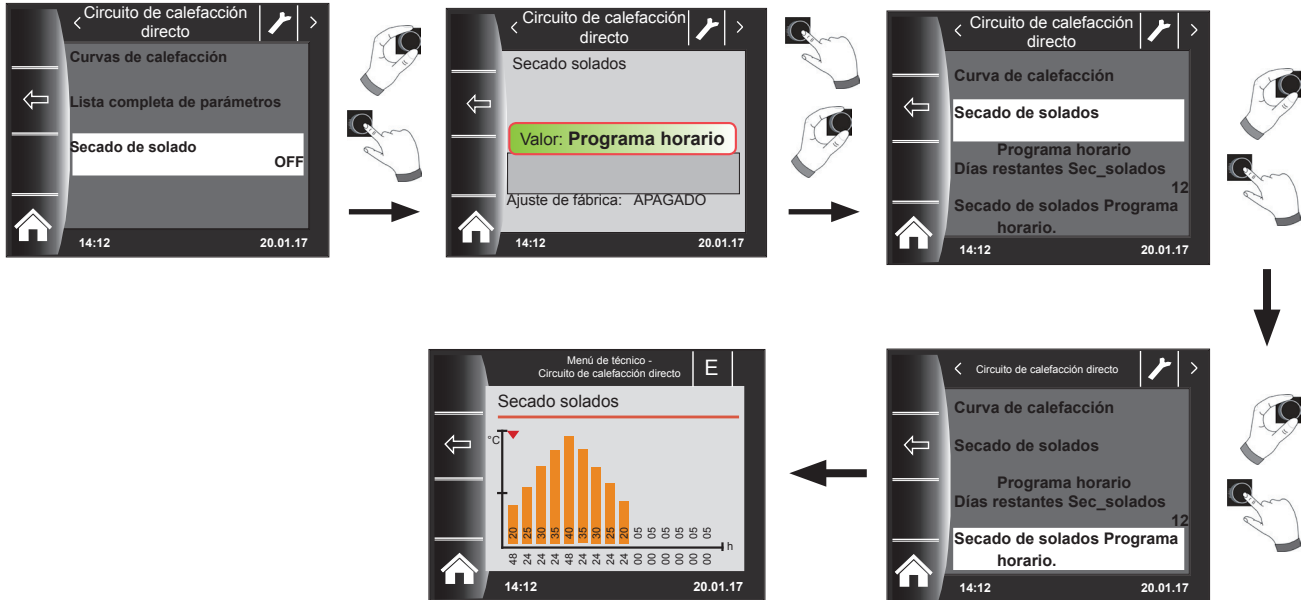 Circuito de calefacción
directo
Curvas de calefacción
Lista completa de parámetros
Secado de solado
OFF
14:12
20.01.17
Circuito de calefacción
directo
Secado solados
Valor: Programa horario
Ajuste de fábrica: APAGADO
14:12
20.01.17
Circuito de calefacción
directo
Curva de calefacción
Secado de solados
Programa horario
Días restantes Sec_solados
12
Secado de solados Programa
horario.
14:12
20.01.17
Circuito de calefacción directo
Curva de calefacción
Secado de solados
Programa horario
Días restantes Sec_solados
12
Secado de solados Programa
horario.
14:12
20.01.17
Menú de técnico -
Circuito de calefacción directo
E
Secado solados
°C
20 25 30 35 40 35 30 25 20 05 05 05 05 05 05
48 24 24 24 48 24 24 24 24 00 00 00 00 00 00
h
14:12
20.01.17